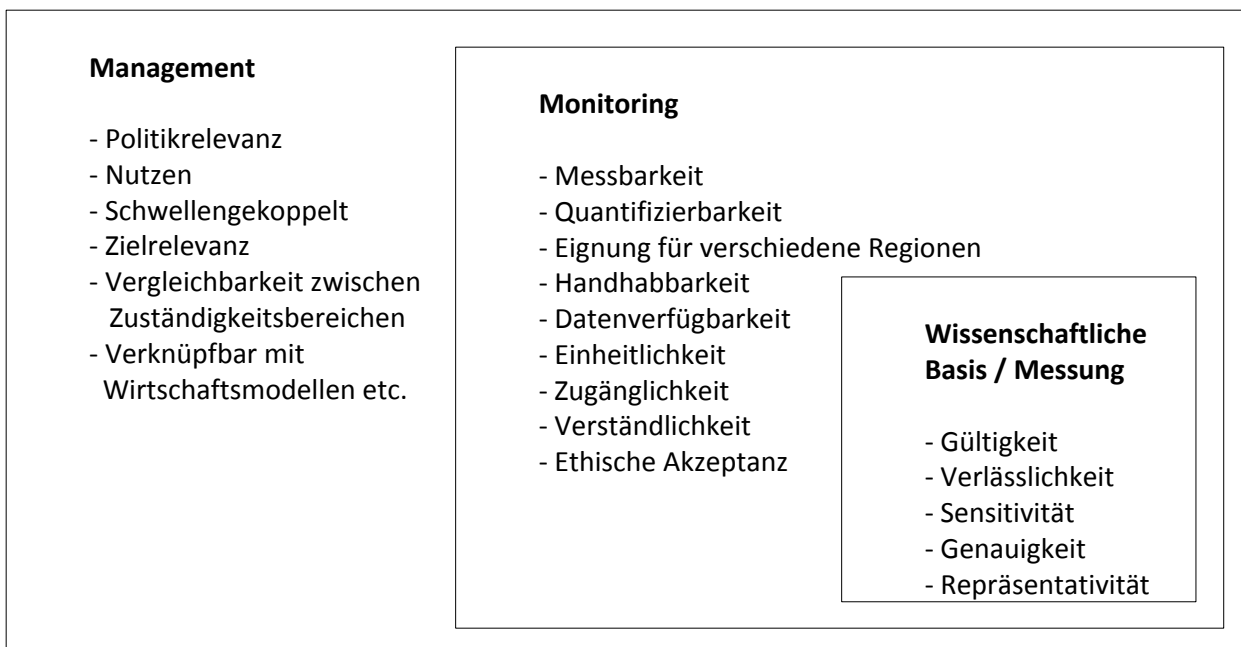 Management
- Politikrelevanz
- Nutzen
- Schwellengekoppelt
- Zielrelevanz
- Vergleichbarkeit zwischen
Zuständigkeitsbereichen
- Verknüpfbar mit
Wirtschaftsmodellen etc.
Monitoring
- Messbarkeit
- Quantifizierbarkeit
- Eignung für verschiedene Regionen
- Handhabbarkeit
- Datenverfügbarkeit
- Einheitlichkeit
- Zugänglichkeit
- Verständlichkeit
- Ethische Akzeptanz
Wissenschaftliche
Basis / Messung
- Gültigkeit
- Verlässlichkeit
- Sensitivität
- Genauigkeit
- Repräsentativität